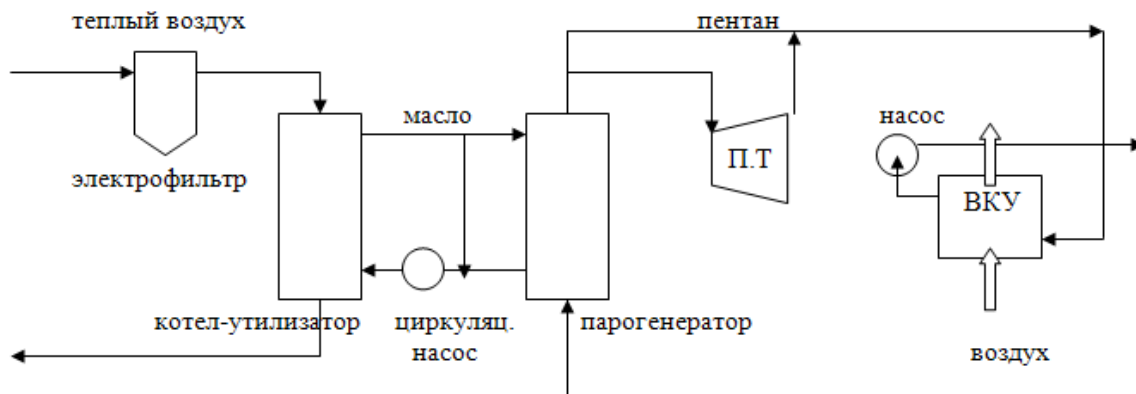 теплый воздух
пентан
масло
насос
П.Т
ВКУ
электрофильтр
котел-утилизатор
циркуляц.
насос
парогенератор
воздух